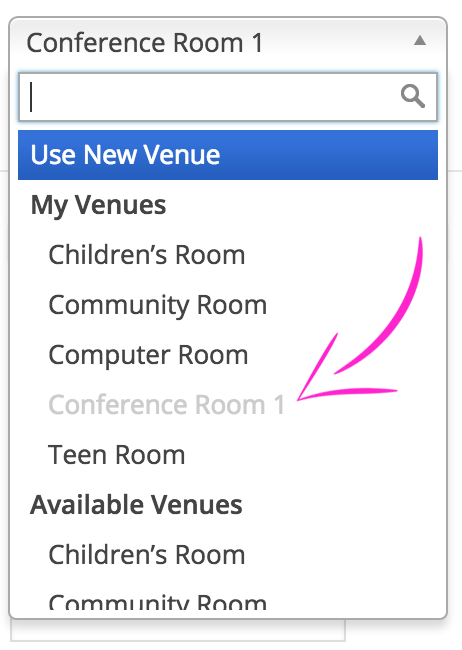 Conference Room 1
Use New Venue
My Venues
Children’s Room
Community Room
Computer Room
Conference Room 1
Teen Room
Available Venues
Children’s Room
Community Room